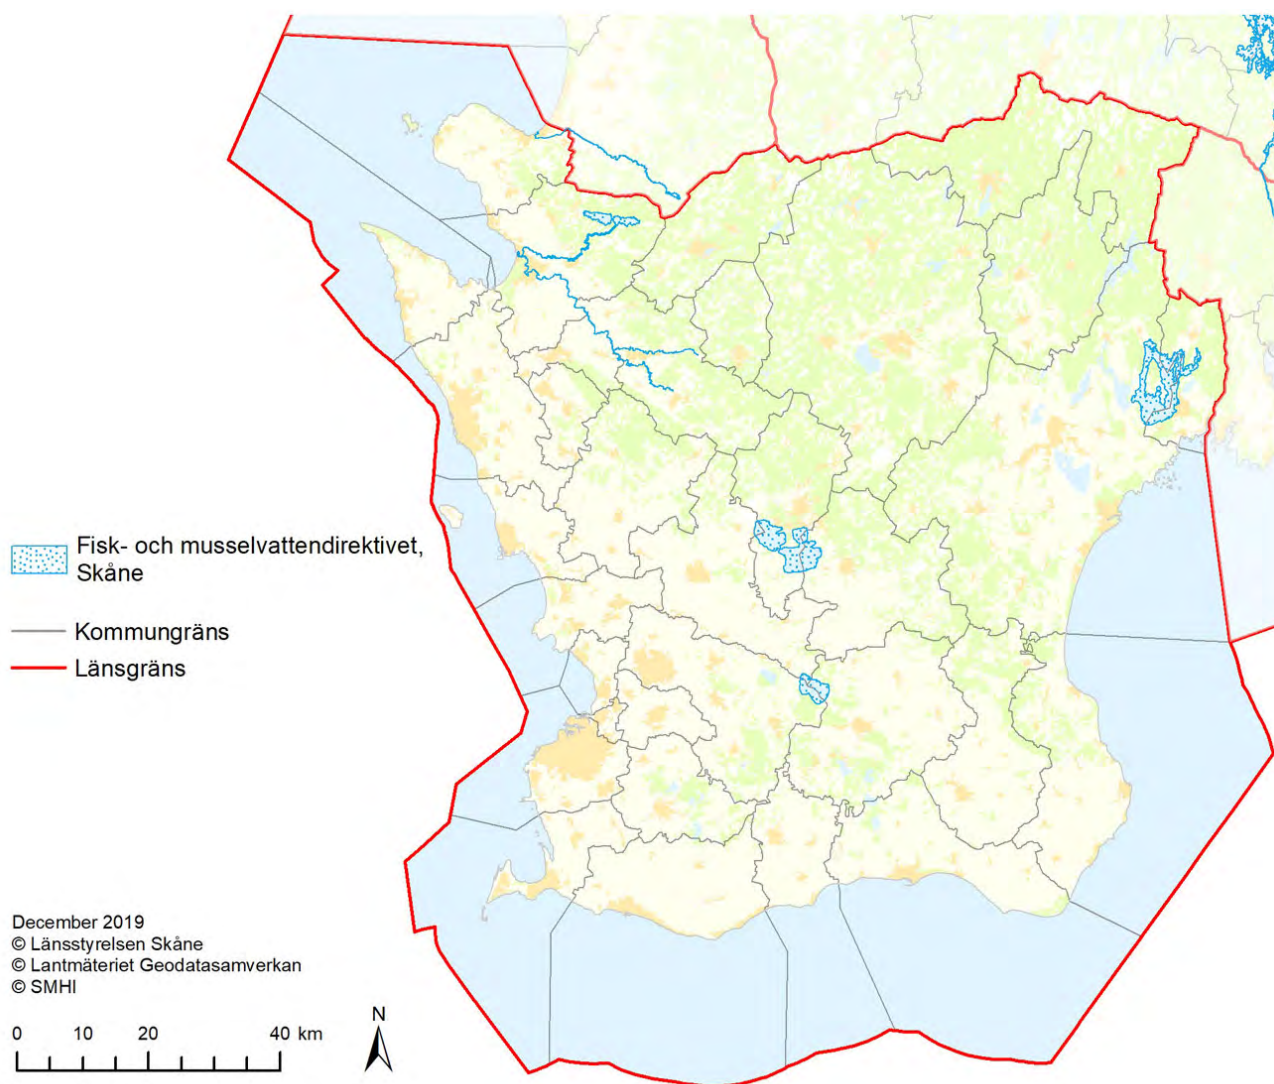 Fisk- och musselvattendirektivet,
Skåne
Kommungräns
Länsgräns
December 2019
© Länsstyrelsen Skåne
© Lantmäteriet Geodatasamverkan
© SMHI
0 10 20 40 km
N